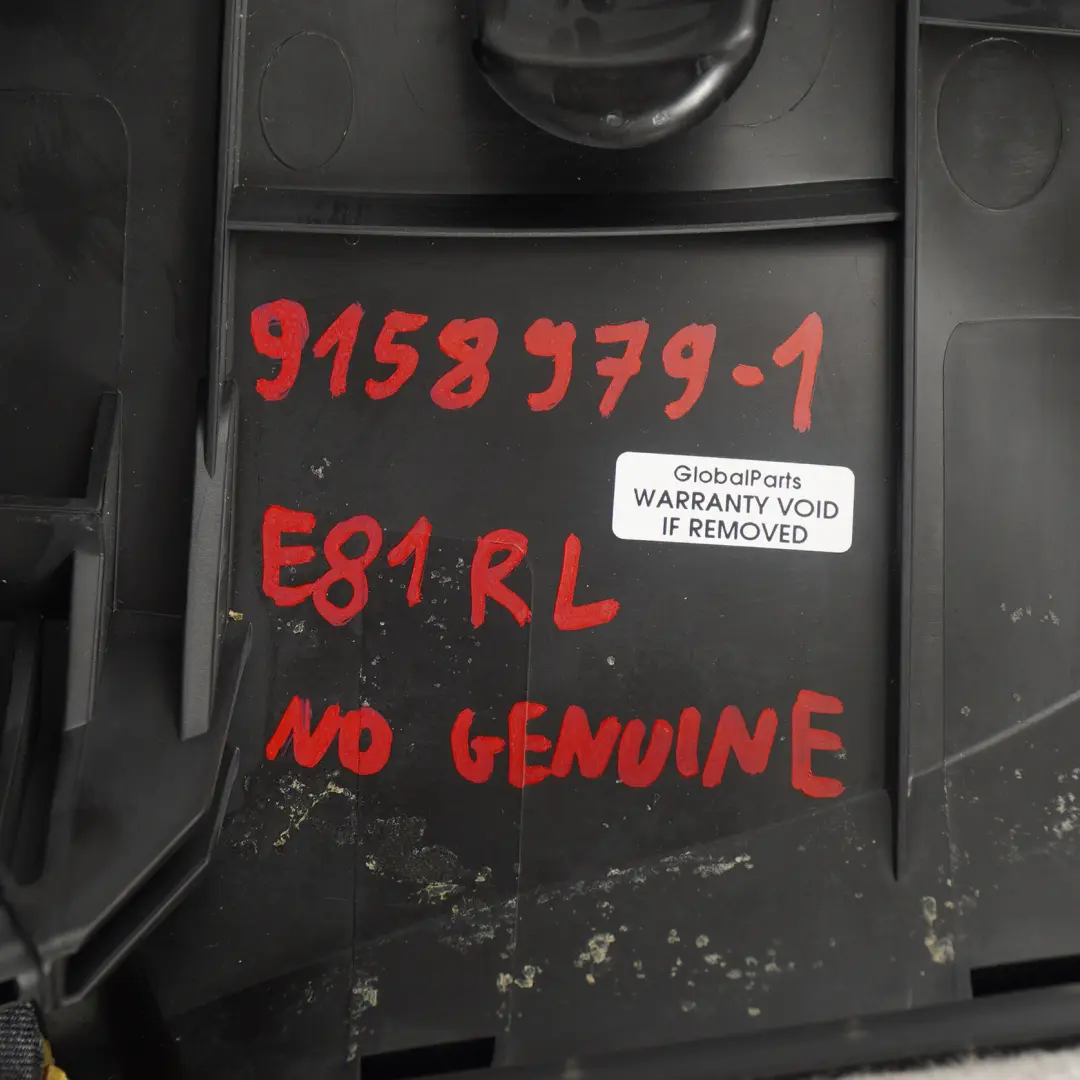 9158979-1
GlobalParts
WARRANTY VOID
IF REMOVED
E81 RL
NO GENUINE